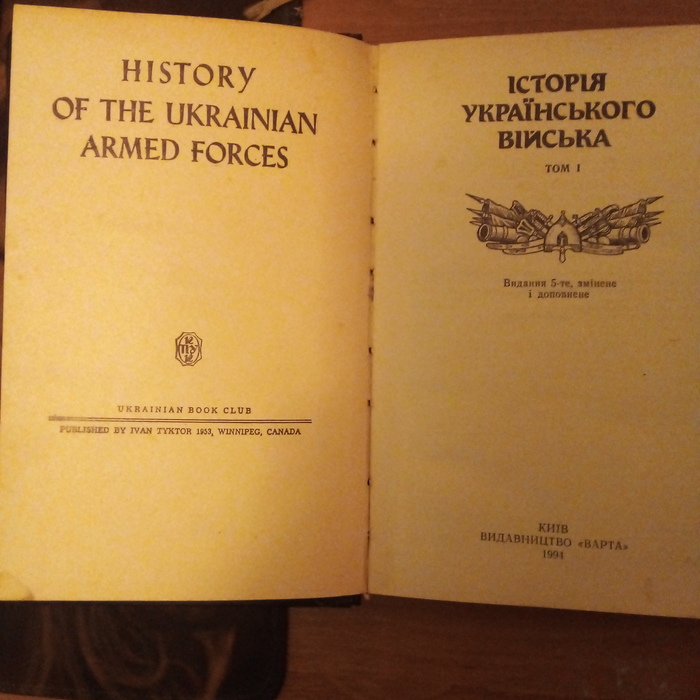 HISTORY
OF THE UKRAINIAN
ARMED FORCES
UKRAINIAN BOOK CLUB
PUBLISHED BY IVAN TYKTOR 1953, WINNIPEG, CANADA
ІСТОРІЯ
УКРАЇНСЬКОГО
ВІЙСЬКА
ТОМ I
Видання 5-те, змінене
і доповнене
КИЇВ
ВИДАВНИЦТВО «ВАРТА»
1994